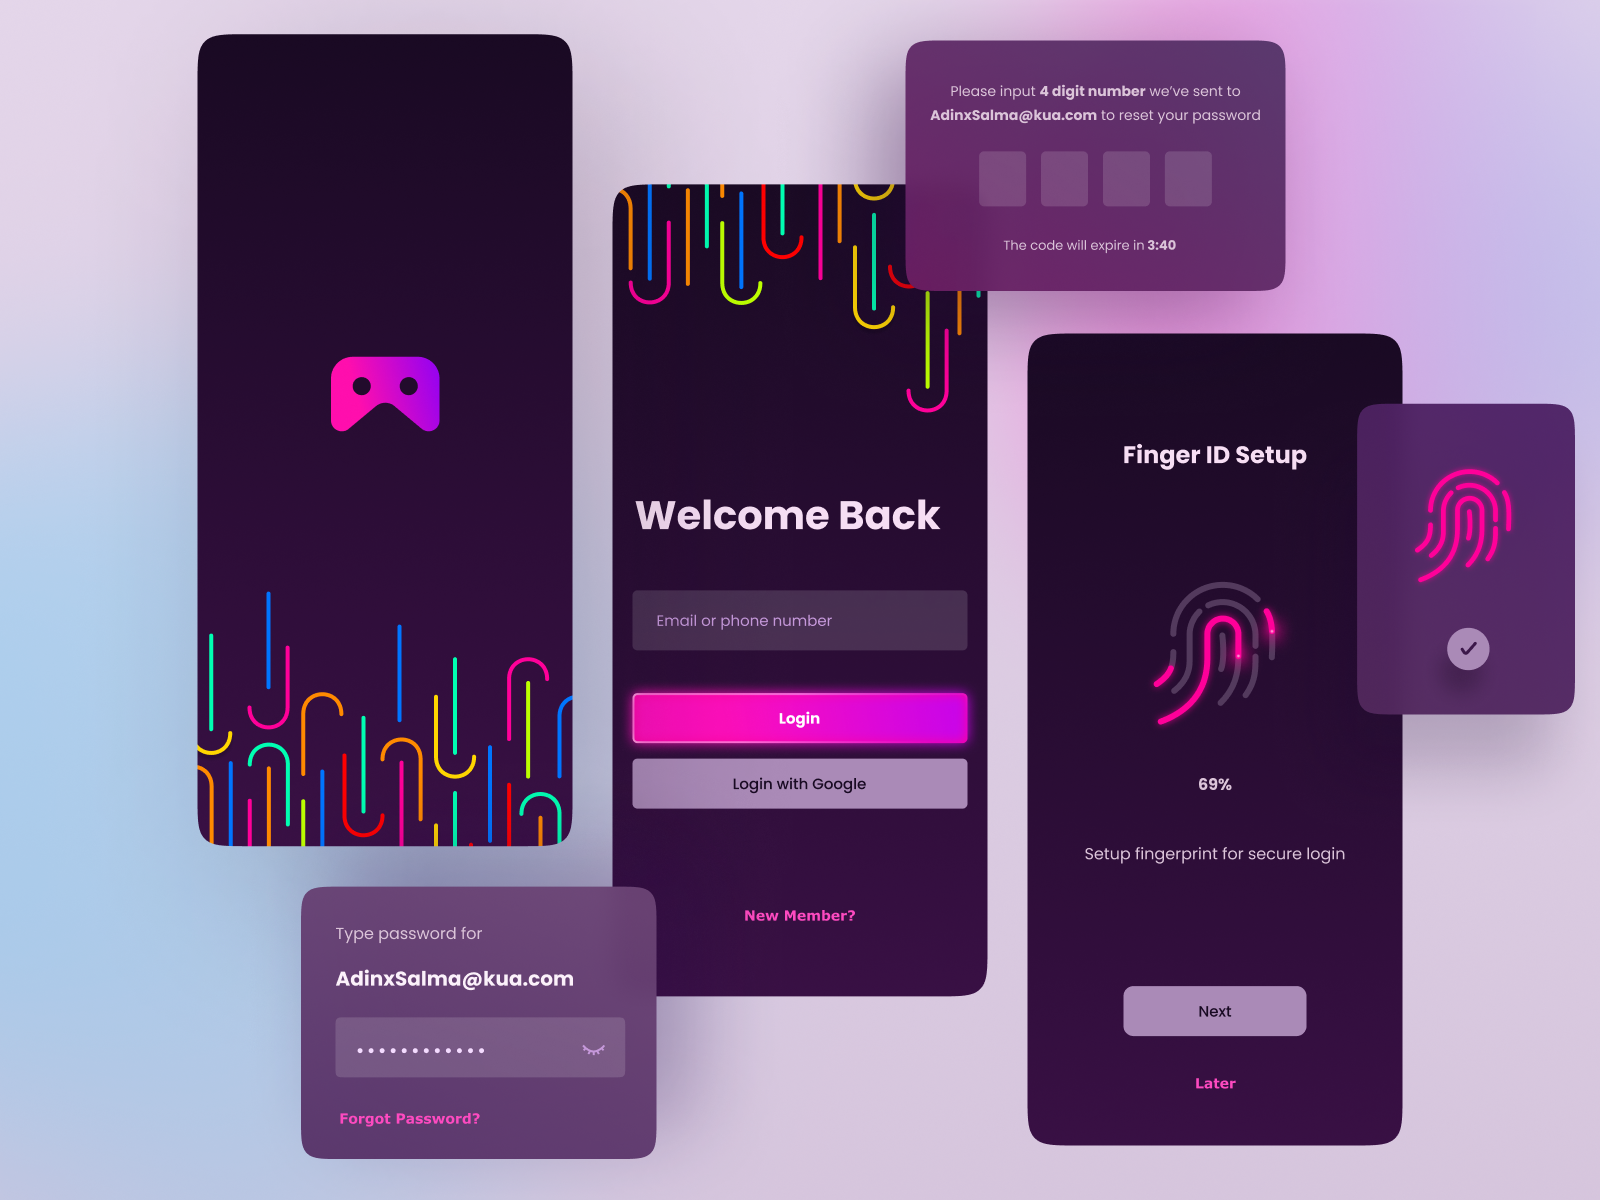 Please input 4 digit number we've sent to
AdinxSalma@kua.com to reset your password
The code will expire in 3:40
Welcome Back
Email or phone number
Login
Login with Google
New Member?
Finger ID Setup
69%
Setup fingerprint for secure login
Next
Later
Type password for
AdinxSalma@kua.com
Forgot Password?